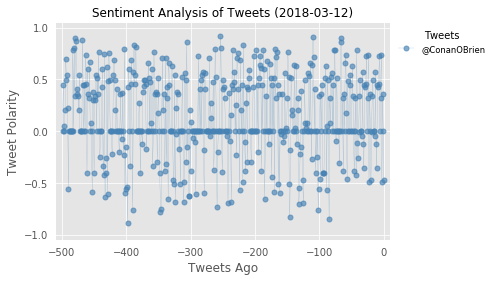 Sentiment Analysis of Tweets (2018-03-12)
Tweets
@ConanOBrien
1.0
0.5
0.0
−0.5
−1.0
Tweet Polarity
−500 −400 −300 −200 −100 0
Tweets Ago